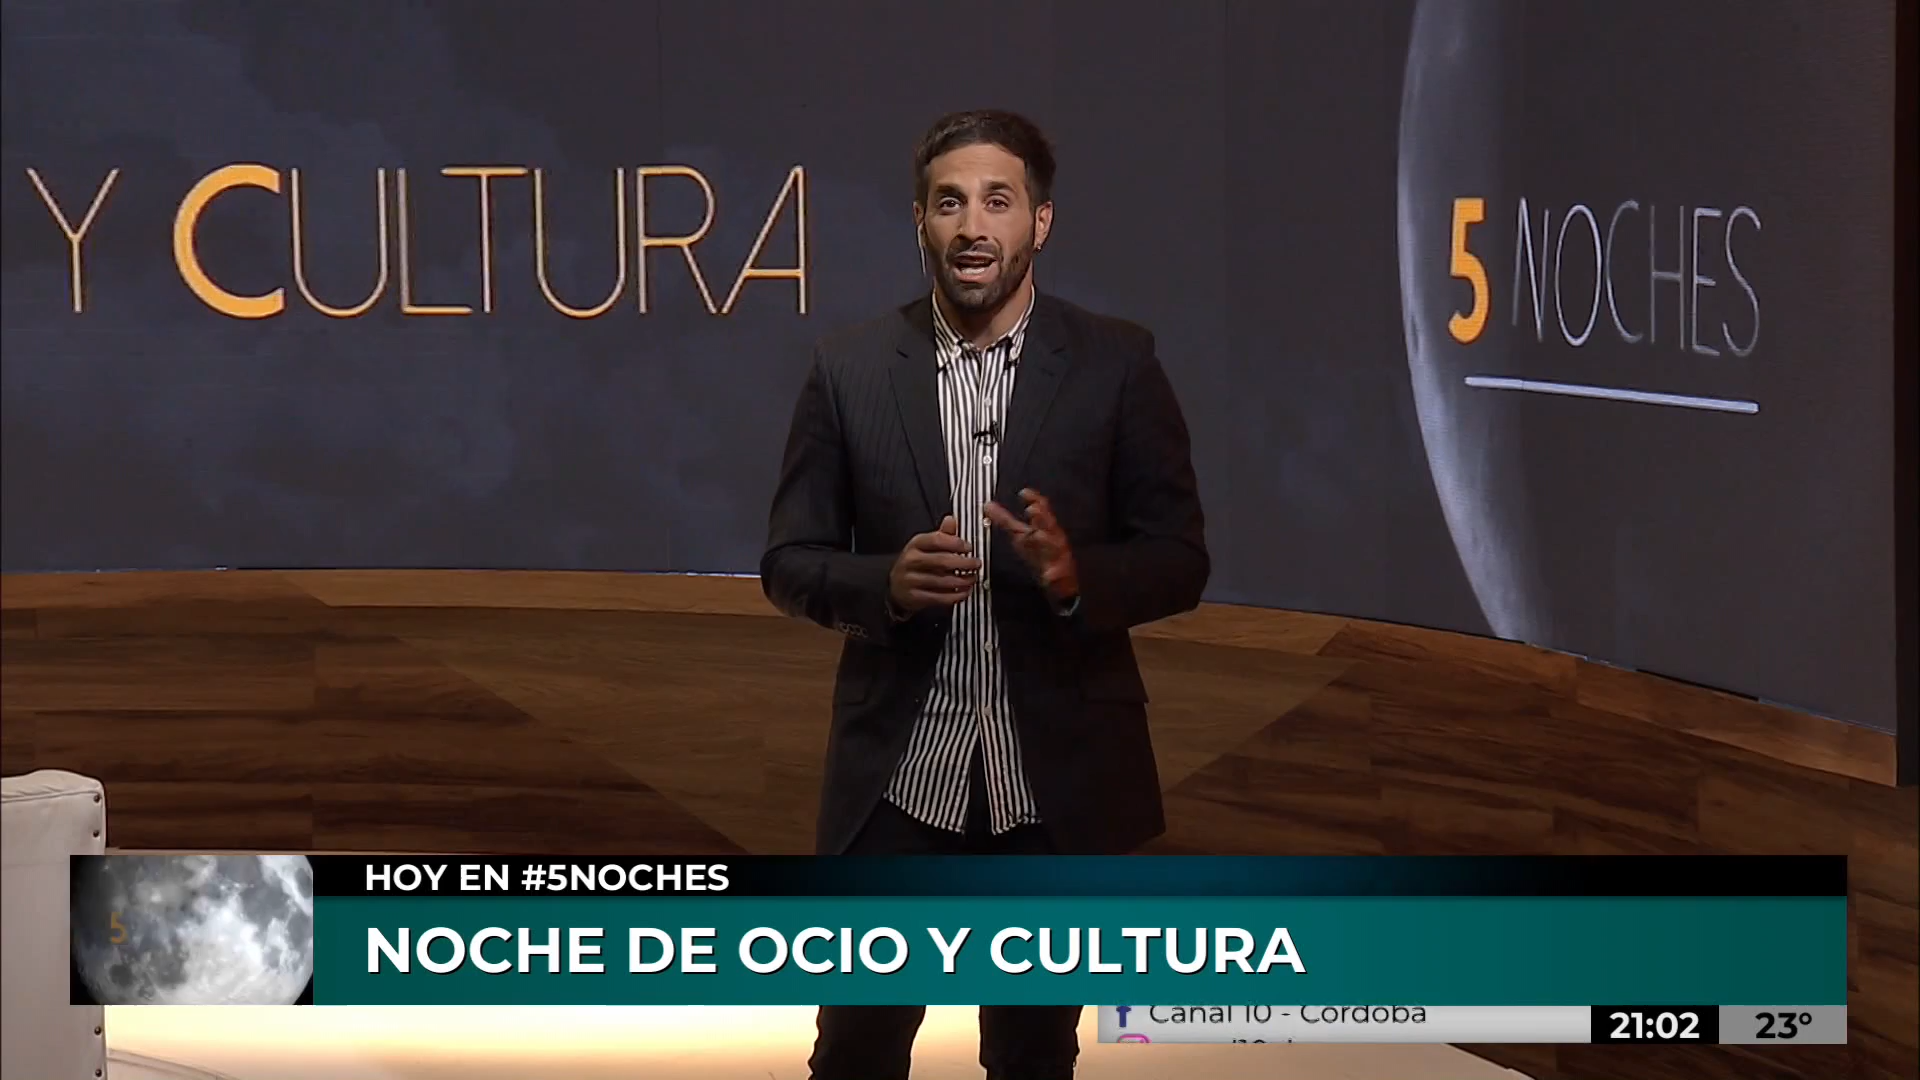 Y CULTURA
5 NOCHES
HOY EN #5NOCHES
5
NOCHE DE OCIO Y CULTURA
Canal 10 - Cordoba
21:02
23°